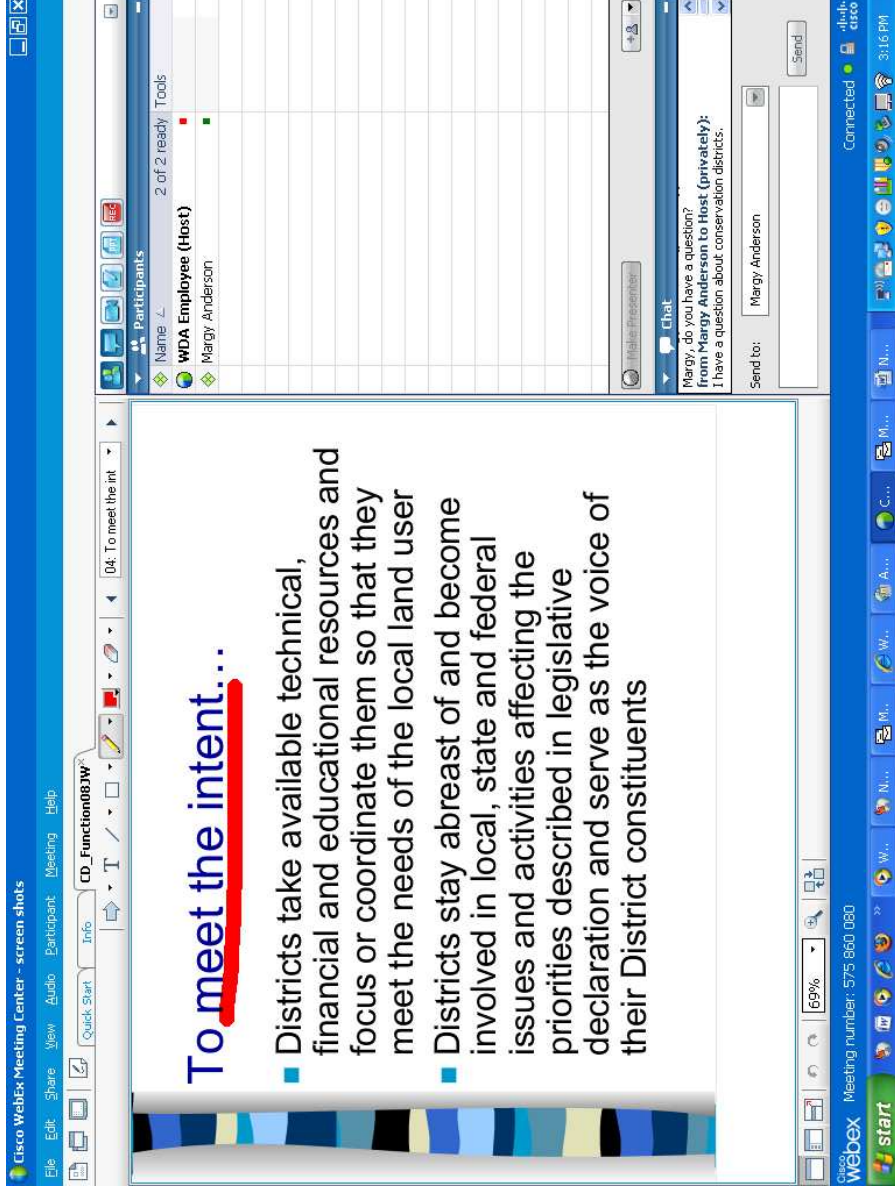 Cisco WebEx Meeting Center - screen shots
File Edit Share View Audio Participant Meeting Help
Quick Start Info CD_Function08JW
T 04: To meet the int
To meet the intent...
Districts take available technical,
financial and educational resources and
focus or coordinate them so that they
meet the needs of the local land user
Districts stay abreast of and become
involved in local, state and federal
issues and activities affecting the
priorities described in legislative
declaration and serve as the voice of
their District constituents
69%
REC
Participants
Name 2 of 2 ready Tools
WDA Employee (Host)
Margy Anderson
Make Presenter
Chat
Margy, do you have a question?
from Margy Anderson to Host (privately):
I have a question about conservation districts.
Send to: Margy Anderson
Send
cisco WebEx Meeting number: 575 860 080 Connected cisco
start W... N... M... W... A... C... M... N... 3:16 PM